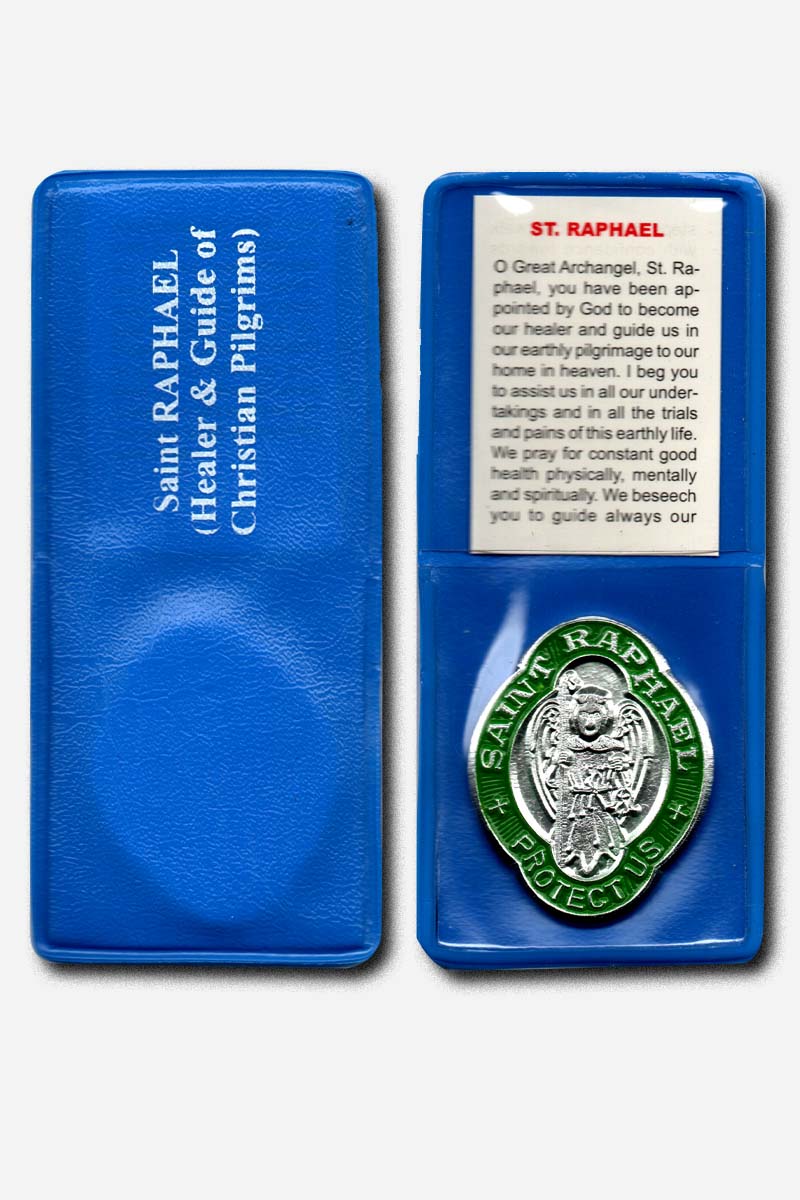 Saint RAPHAEL
(Healer & Guide of
Christian Pilgrims)
ST. RAPHAEL
O Great Archangel, St. Ra-
phael, you have been ap-
pointed by God to become
our healer and guide us in
our earthly pilgrimage to our
home in heaven. I beg you
to assist us in all our under-
takings and in all the trials
and pains of this earthly life.
We pray for constant good
health physically, mentally
and spiritually. We beseech
you to guide always our
SAINT RAPHAEL
PROTECT US